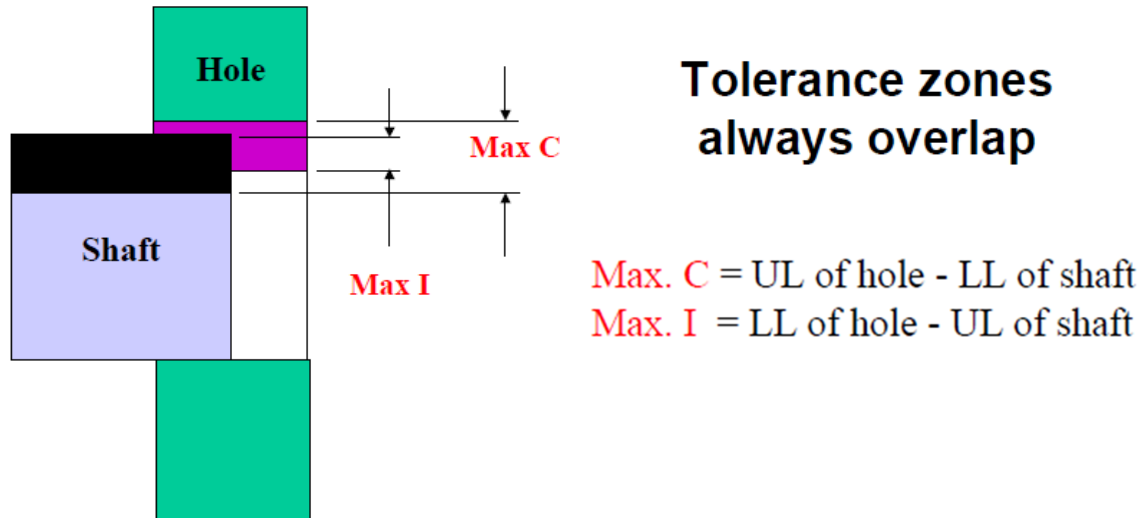 Hole
Max C
Shaft
Max I
Tolerance zones
always overlap
Max. C = UL of hole - LL of shaft
Max. I = LL of hole - UL of shaft